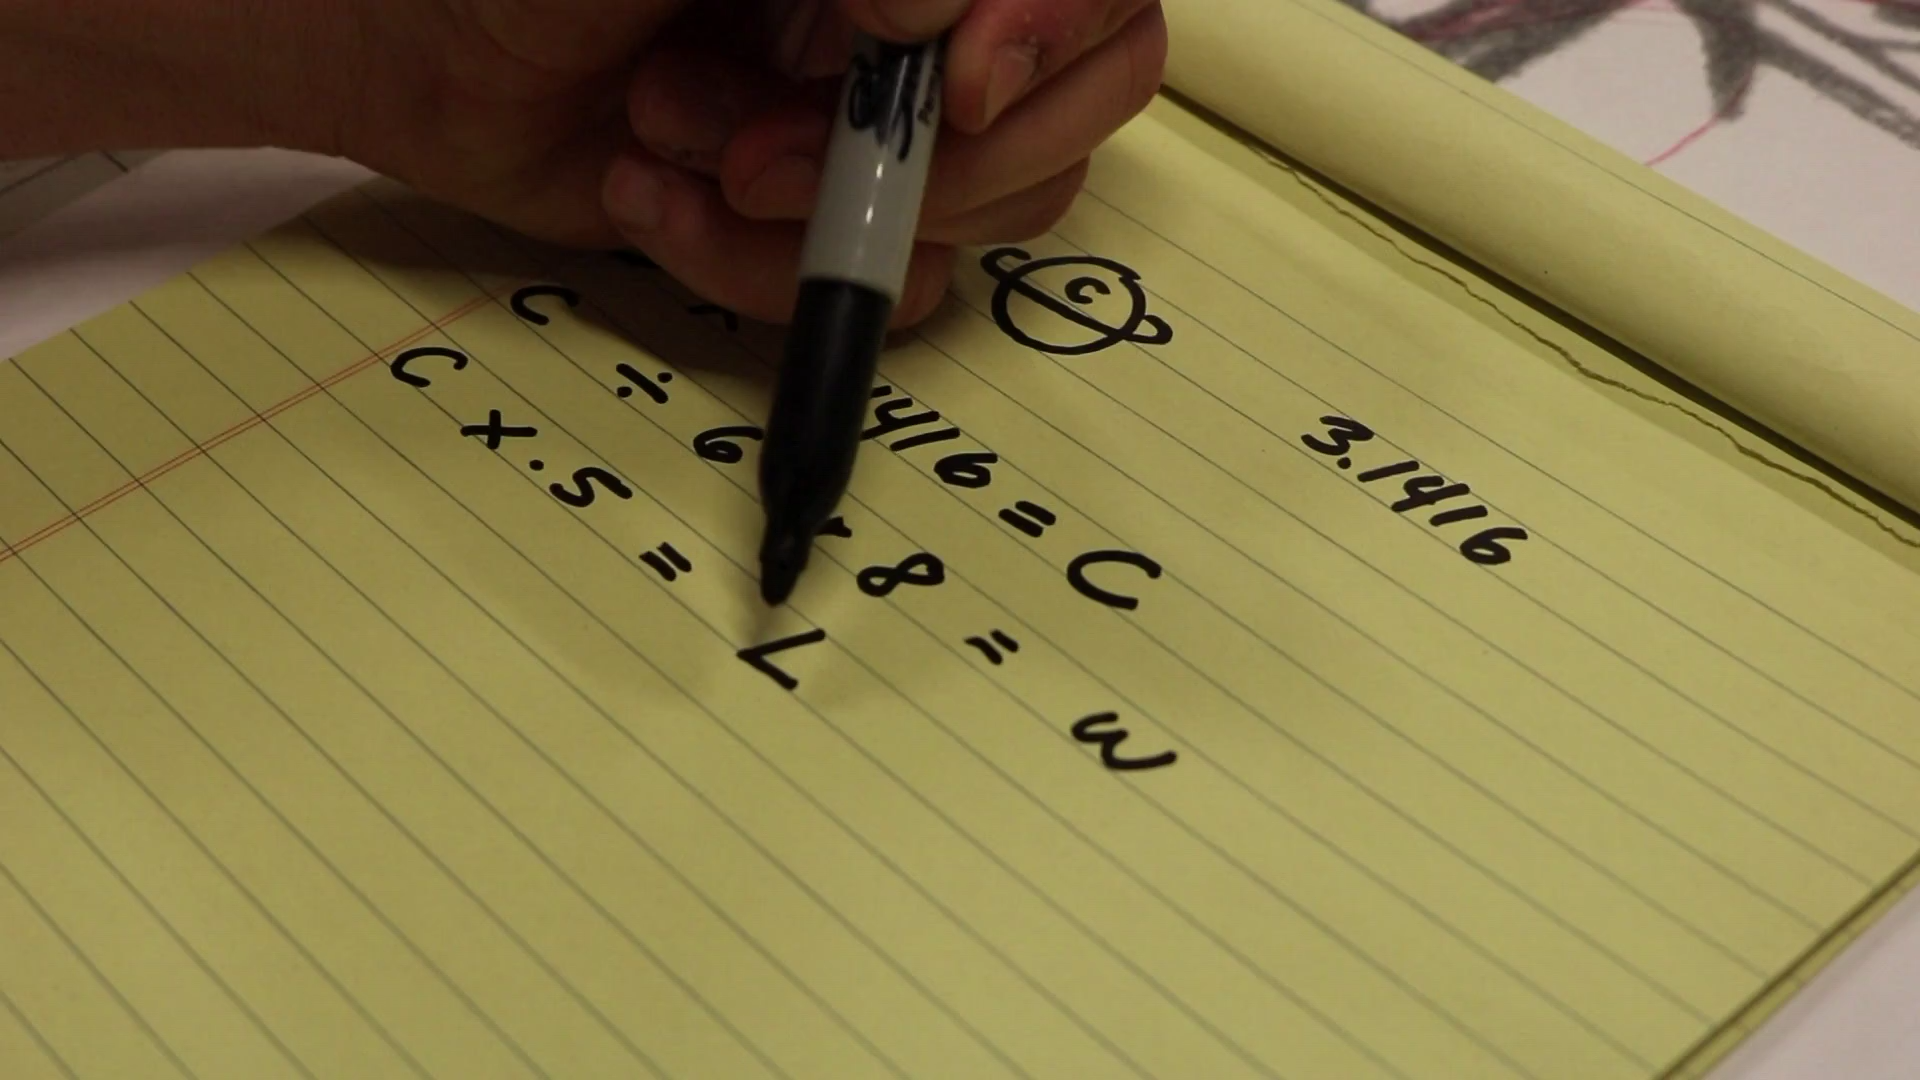 C
3.1416
1416 = C
C ÷ 6 x 8 = W
C x .5 = L